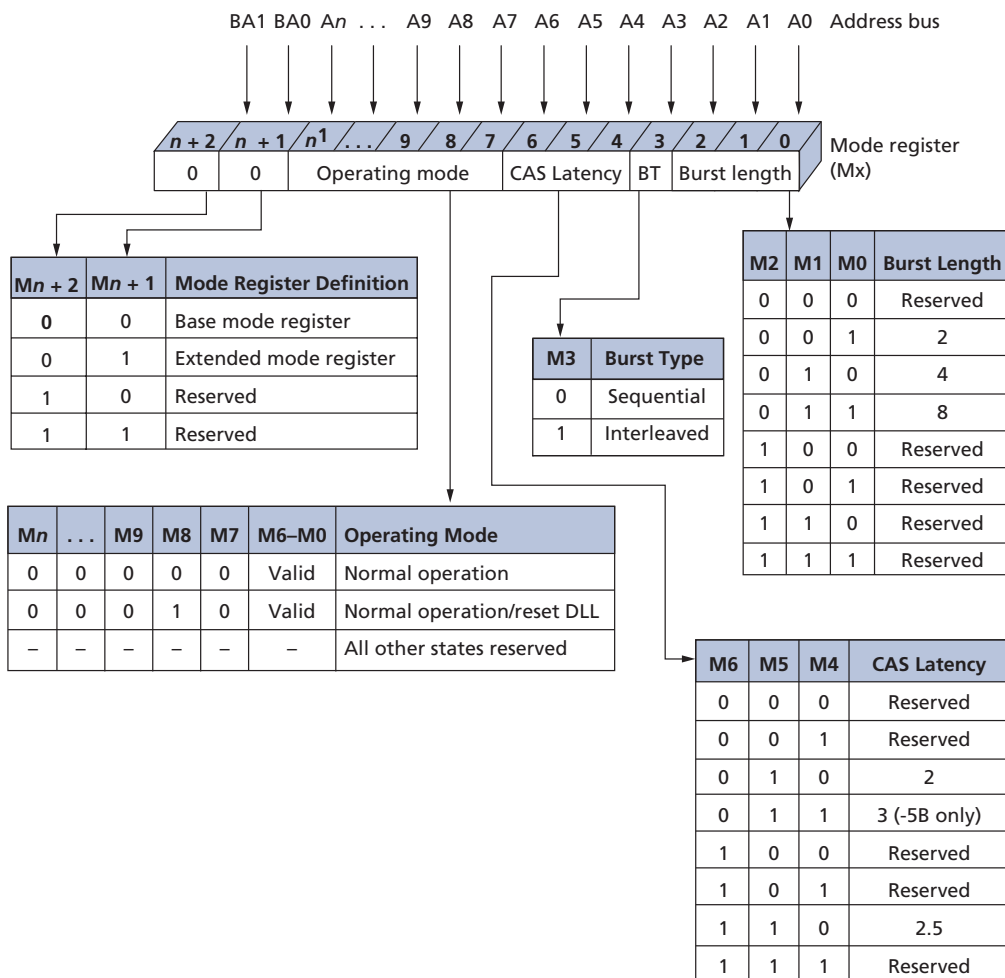 BA1 BA0 An . . . A9 A8 A7 A6 A5 A4 A3 A2 A1 A0 Address bus
n + 2 n + 1 n1 . . . 9 8 7 6 5 4 3 2 1 0
Mode register
(Mx)
0 0 Operating mode CAS Latency BT Burst length
Mn + 2 Mn + 1 Mode Register Definition
0 0 Base mode register
0 1 Extended mode register
1 0 Reserved
1 1 Reserved
M3 Burst Type
0 Sequential
1 Interleaved
M2 M1 M0 Burst Length
0 0 0 Reserved
0 0 1 2
0 1 0 4
0 1 1 8
1 0 0 Reserved
1 0 1 Reserved
1 1 0 Reserved
1 1 1 Reserved
Mn . . . M9 M8 M7 M6–M0 Operating Mode
0 0 0 0 0 Valid Normal operation
0 0 0 1 0 Valid Normal operation/reset DLL
– – – – – – All other states reserved
M6 M5 M4 CAS Latency
0 0 0 Reserved
0 0 1 Reserved
0 1 0 2
0 1 1 3 (-5B only)
1 0 0 Reserved
1 0 1 Reserved
1 1 0 2.5
1 1 1 Reserved